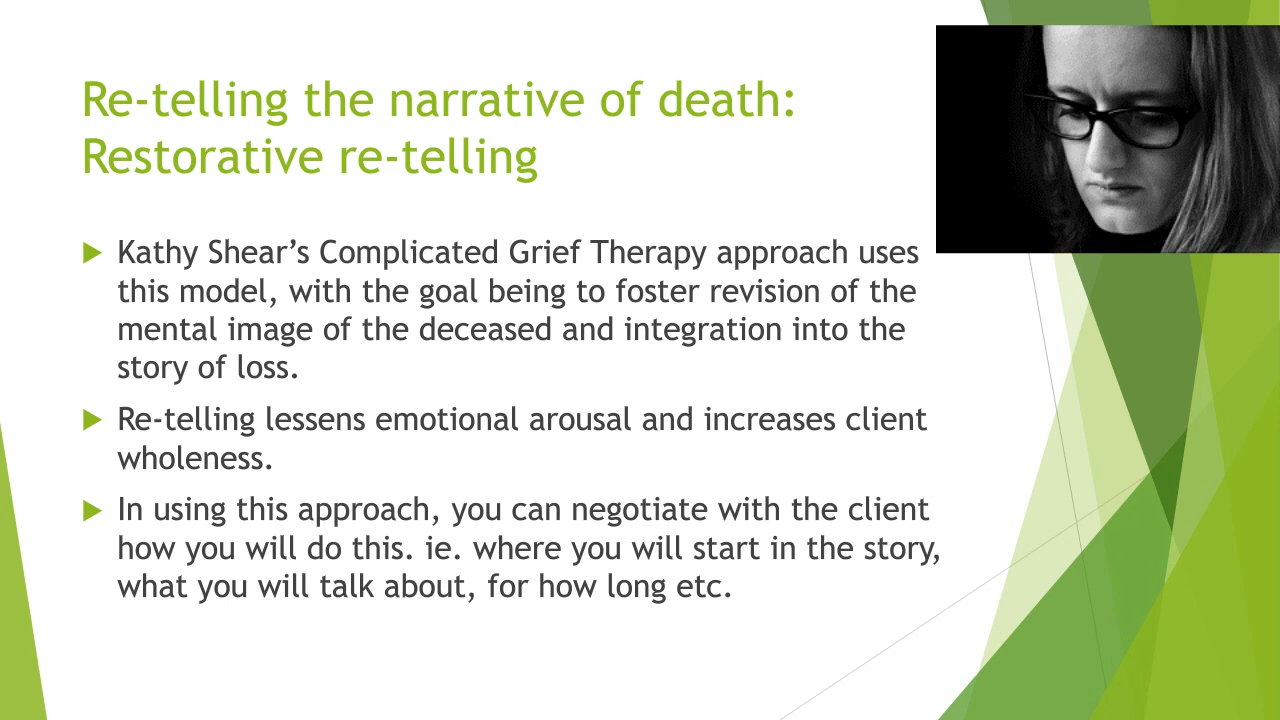 Re-telling the narrative of death:
Restorative re-telling
Kathy Shear’s Complicated Grief Therapy approach uses
this model, with the goal being to foster revision of the
mental image of the deceased and integration into the
story of loss.
Re-telling lessens emotional arousal and increases client
wholeness.
In using this approach, you can negotiate with the client
how you will do this. ie. where you will start in the story,
what you will talk about, for how long etc.